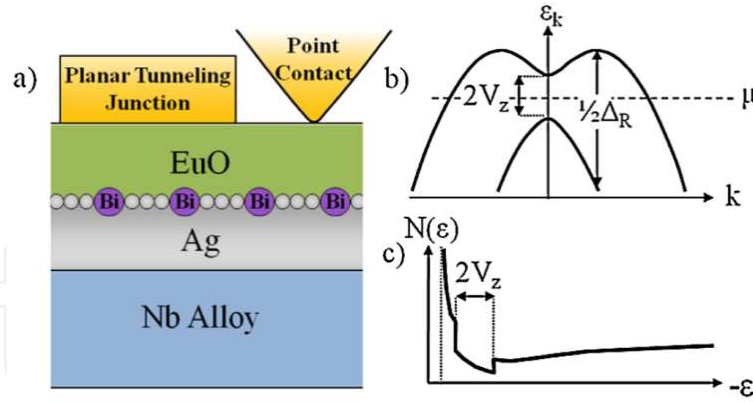 a)
Planar Tunneling
Junction
Point
Contact
EuO
Bi Bi Bi Bi
Ag
Nb Alloy
b)
εk
2Vz
½ΔR
μ
k
c)
N(ε)
2Vz
-ε